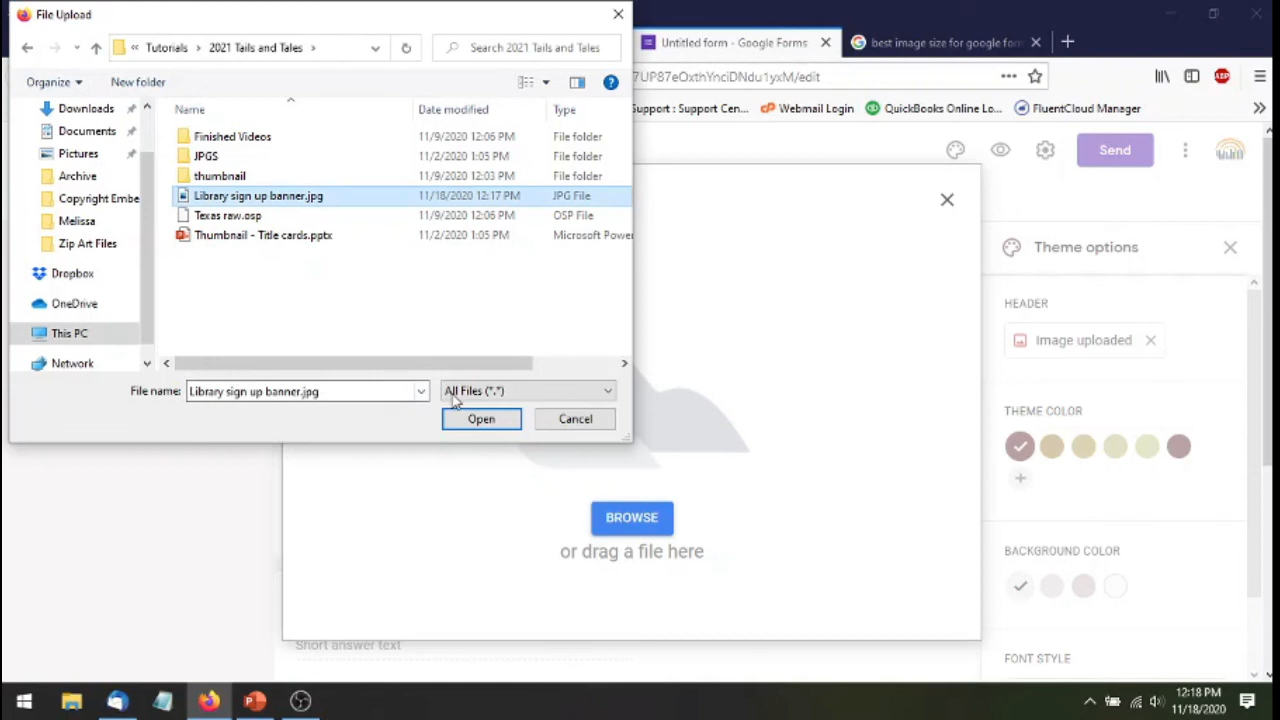 File Upload
Tutorials
2021 Tails and Tales
Search 2021 Tails and Tales
Organize
New folder
Name
Date modified
Type
Downloads
Documents
Pictures
Archive
Copyright Embe
Melissa
Zip Art Files
Dropbox
OneDrive
This PC
Network
Finished Videos 11/9/2020 12:06 PM File folder
JPGS 11/2/2020 1:05 PM File folder
thumbnail 11/9/2020 12:03 PM File folder
Library sign up banner.jpg 11/18/2020 12:17 PM JPG File
Texas raw.osp 11/9/2020 12:06 PM OSP File
Thumbnail - Title cards.pptx 11/2/2020 1:05 PM Microsoft Power
File name: Library sign up banner.jpg
All Files (*.*)
Open
Cancel
Untitled form - Google Forms
best image size for google form
7UP87eOxthYnciDNdu1yxM/edit
ABP
Support : Support Cen...
Webmail Login
QuickBooks Online Lo...
FluentCloud Manager
Send
Theme options
HEADER
Image uploaded
THEME COLOR
BACKGROUND COLOR
FONT STYLE
BROWSE
or drag a file here
Short answer text
12:18 PM
11/18/2020